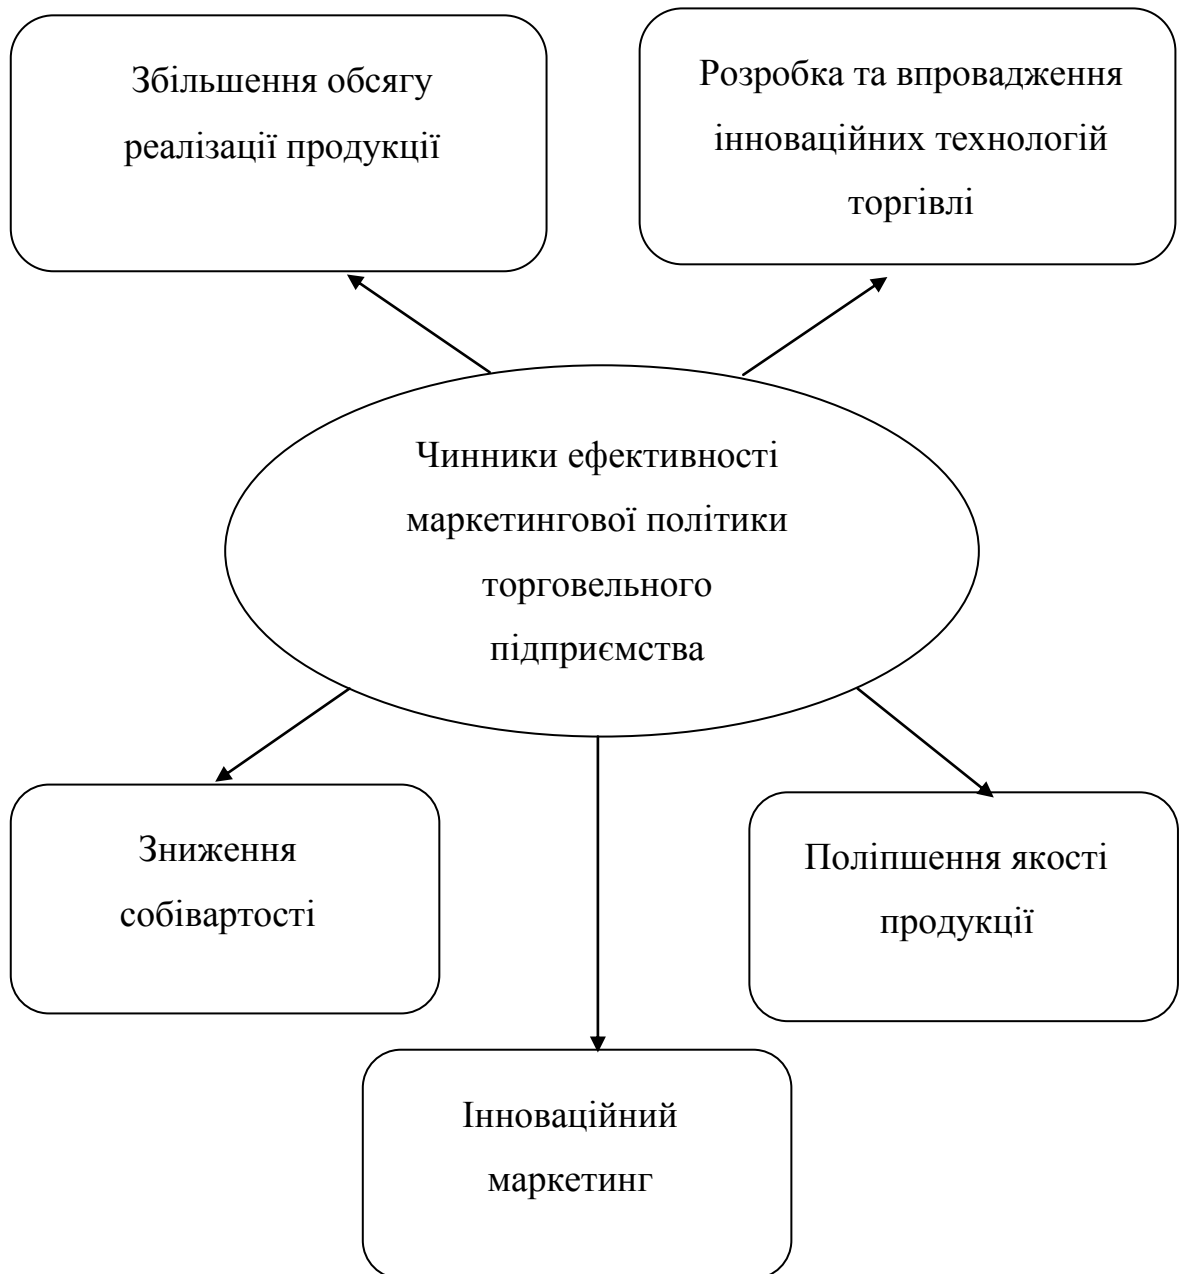 Збільшення обсягу
реалізації продукції
Розробка та впровадження
інноваційних технологій
торгівлі
Чинники ефективності
маркетингової політики
торговельного
підприємства
Зниження
собівартості
Поліпшення якості
продукції
Інноваційний
маркетинг